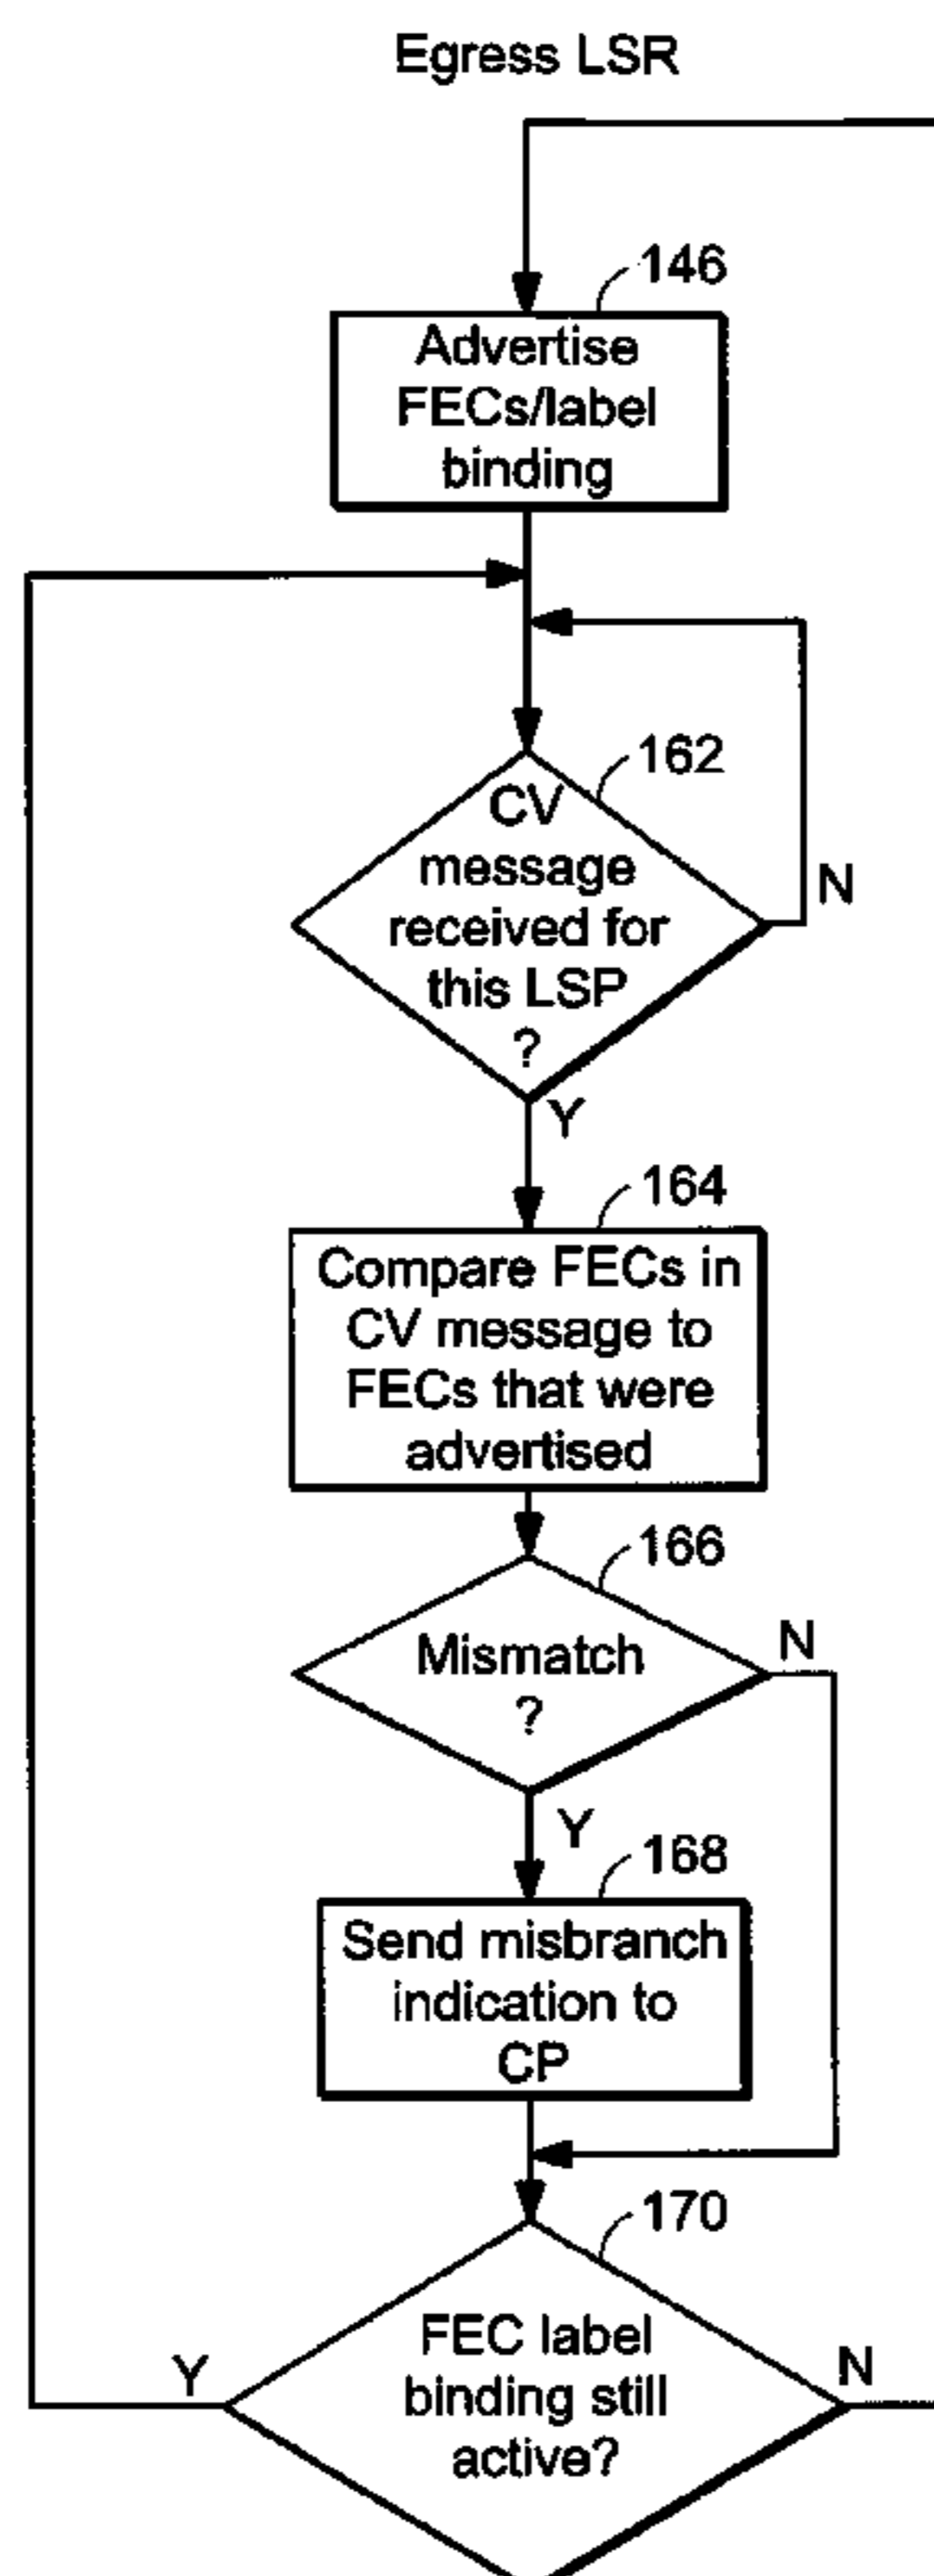 Egress LSR
146
Advertise
FECs/label
binding
162
CV
message
received for
this LSP
?
N
Y
164
Compare FECs in
CV message to
FECs that were
advertised
166
Mismatch
?
N
Y
168
Send misbranch
indication to
CP
170
FEC label
binding still
active?
Y
N